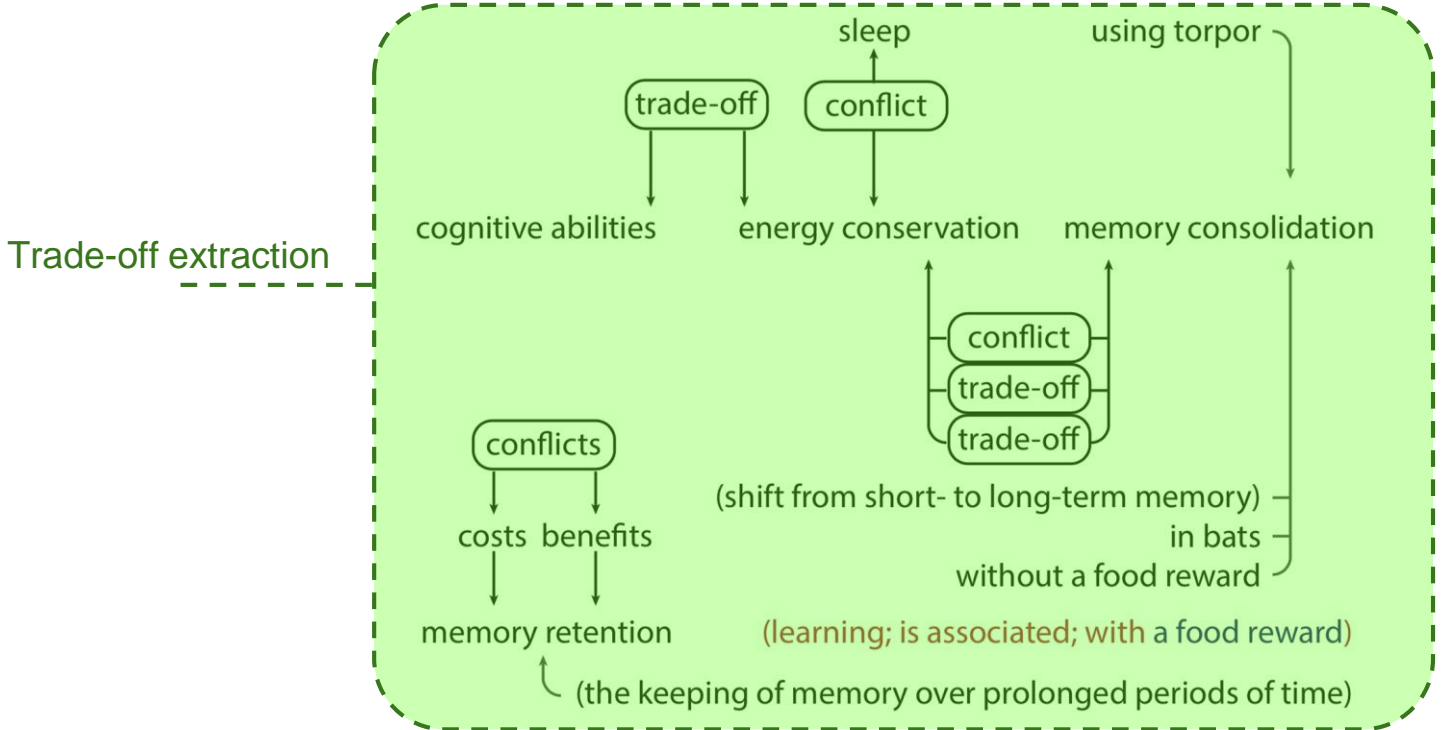 sleep using torpor
trade-off conflict
cognitive abilities energy conservation memory consolidation
Trade-off extraction
conflict
trade-off
trade-off
conflicts
(shift from short- to long-term memory)
costs benefits in bats
without a food reward
memory retention (learning; is associated; with a food reward)
(the keeping of memory over prolonged periods of time)